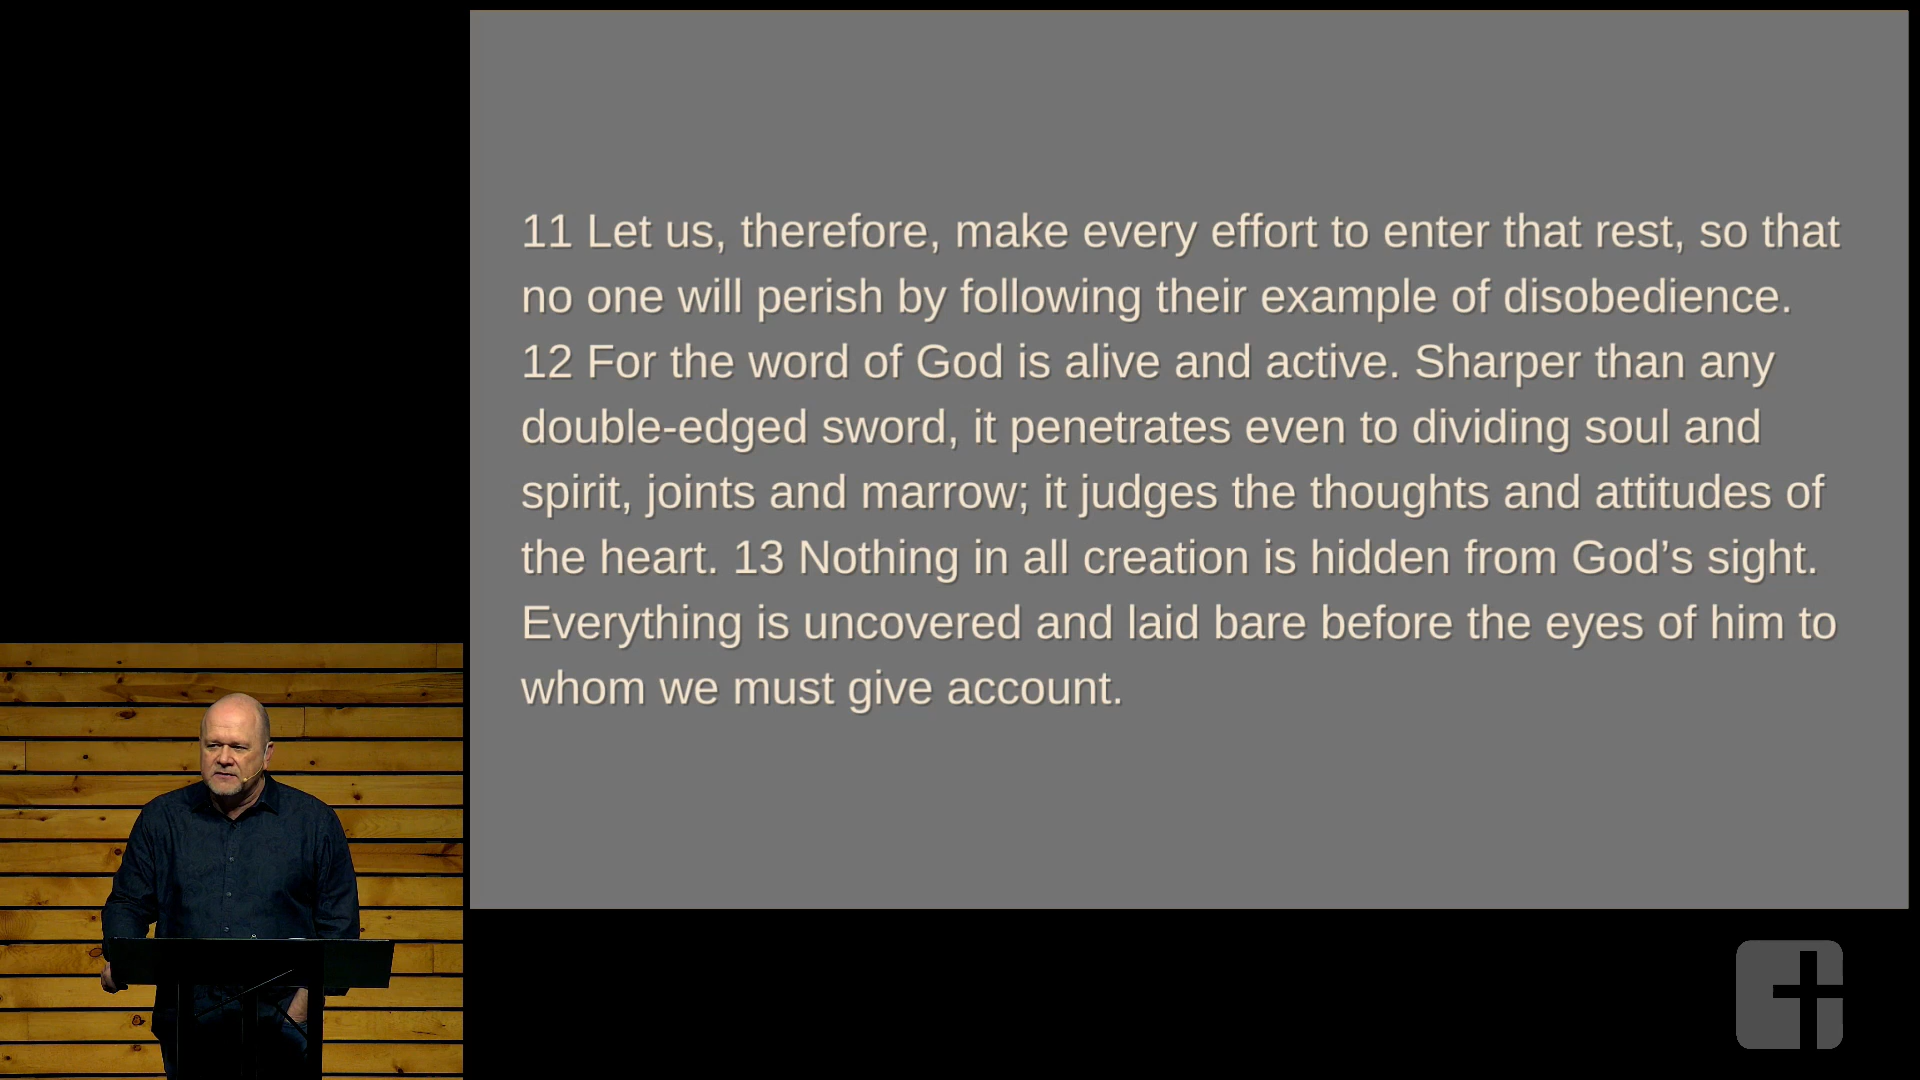 11 Let us, therefore, make every effort to enter that rest, so that
no one will perish by following their example of disobedience.
12 For the word of God is alive and active. Sharper than any
double-edged sword, it penetrates even to dividing soul and
spirit, joints and marrow; it judges the thoughts and attitudes of
the heart. 13 Nothing in all creation is hidden from God’s sight.
Everything is uncovered and laid bare before the eyes of him to
whom we must give account.